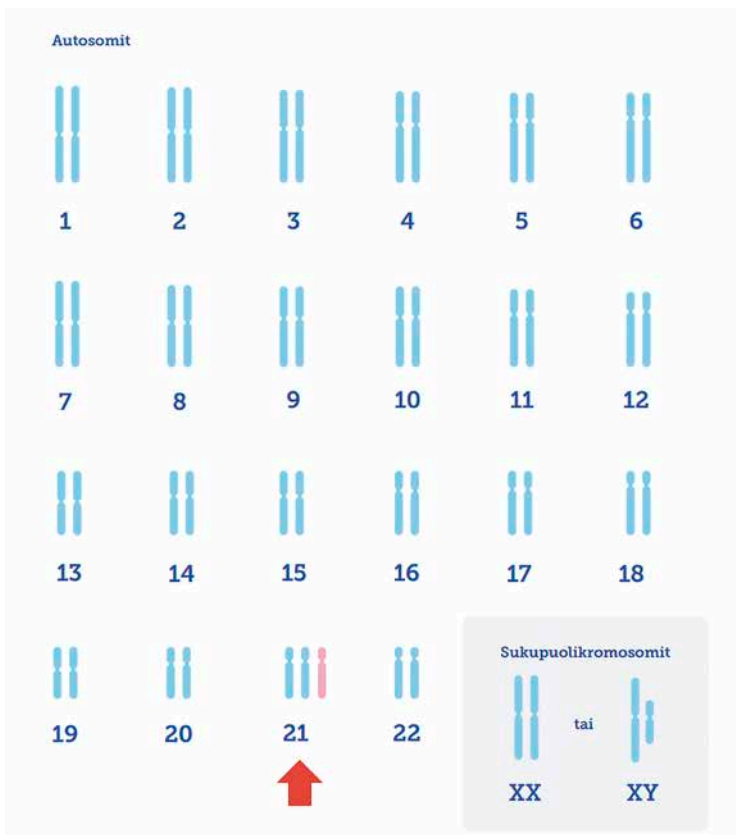 Autosomit
1 2 3 4 5 6
7 8 9 10 11 12
13 14 15 16 17 18
19 20 21 22
Sukupuolikromosomit
tai
XX XY